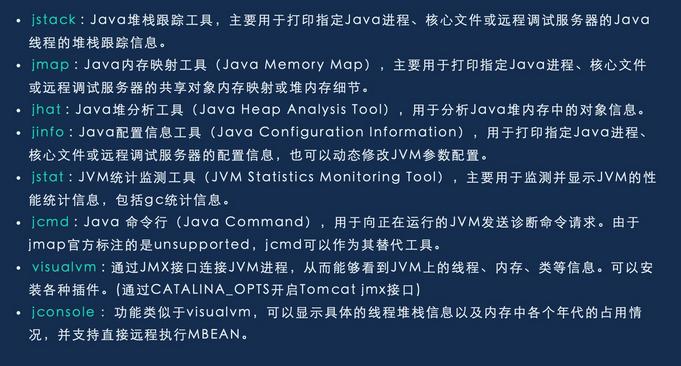 • jstack：Java堆栈跟踪工具，主要用于打印指定Java进程、核心文件或远程调试服务器的Java
线程的堆栈跟踪信息。
• jmap：Java内存映射工具（Java Memory Map），主要用于打印指定Java进程、核心文件
或远程调试服务器的共享对象内存映射或堆内存细节。
• jhat：Java堆分析工具（Java Heap Analysis Tool），用于分析Java堆内存中的对象信息。
• jinfo：Java配置信息工具（Java Configuration Information），用于打印指定Java进程、
核心文件或远程调试服务器的配置信息，也可以动态修改JVM参数配置。
• jstat：JVM统计监测工具（JVM Statistics Monitoring Tool），主要用于监测并显示JVM的性
能统计信息，包括gc统计信息。
• jcmd：Java 命令行（Java Command），用于向正在运行的JVM发送诊断命令请求。由于
jmap官方标注的是unsupported，jcmd可以作为其替代工具。
• visualvm：通过JMX接口连接JVM进程，从而能够看到JVM上的线程、内存、类等信息。可以安
装各种插件。(通过CATALINA_OPTS开启Tomcat jmx接口)
• jconsole： 功能类似于visualvm，可以显示具体的线程堆栈信息以及内存中各个年代的占用情
况，并支持直接远程执行MBEAN。